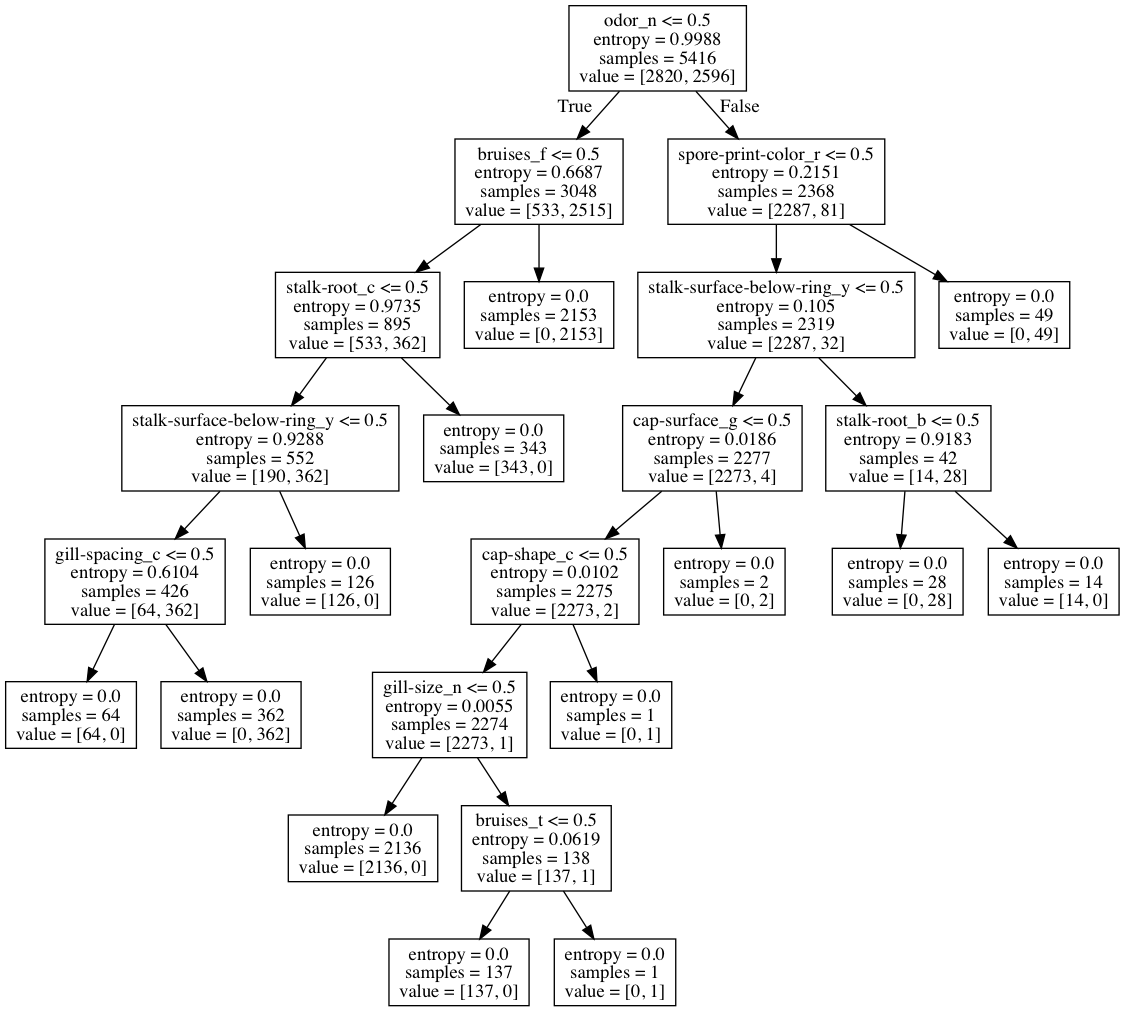 odor_n <= 0.5
entropy = 0.9988
samples = 5416
value = [2820, 2596]
True
False
bruises_f <= 0.5
entropy = 0.6687
samples = 3048
value = [533, 2515]
spore-print-color_r <= 0.5
entropy = 0.2151
samples = 2368
value = [2287, 81]
stalk-root_c <= 0.5
entropy = 0.9735
samples = 895
value = [533, 362]
entropy = 0.0
samples = 2153
value = [0, 2153]
stalk-surface-below-ring_y <= 0.5
entropy = 0.105
samples = 2319
value = [2287, 32]
entropy = 0.0
samples = 49
value = [0, 49]
stalk-surface-below-ring_y <= 0.5
entropy = 0.9288
samples = 552
value = [190, 362]
entropy = 0.0
samples = 343
value = [343, 0]
cap-surface_g <= 0.5
entropy = 0.0186
samples = 2277
value = [2273, 4]
stalk-root_b <= 0.5
entropy = 0.9183
samples = 42
value = [14, 28]
gill-spacing_c <= 0.5
entropy = 0.6104
samples = 426
value = [64, 362]
entropy = 0.0
samples = 126
value = [126, 0]
cap-shape_c <= 0.5
entropy = 0.0102
samples = 2275
value = [2273, 2]
entropy = 0.0
samples = 2
value = [0, 2]
entropy = 0.0
samples = 28
value = [0, 28]
entropy = 0.0
samples = 14
value = [14, 0]
entropy = 0.0
samples = 64
value = [64, 0]
entropy = 0.0
samples = 362
value = [0, 362]
gill-size_n <= 0.5
entropy = 0.0055
samples = 2274
value = [2273, 1]
entropy = 0.0
samples = 1
value = [0, 1]
entropy = 0.0
samples = 2136
value = [2136, 0]
bruises_t <= 0.5
entropy = 0.0619
samples = 138
value = [137, 1]
entropy = 0.0
samples = 137
value = [137, 0]
entropy = 0.0
samples = 1
value = [0, 1]